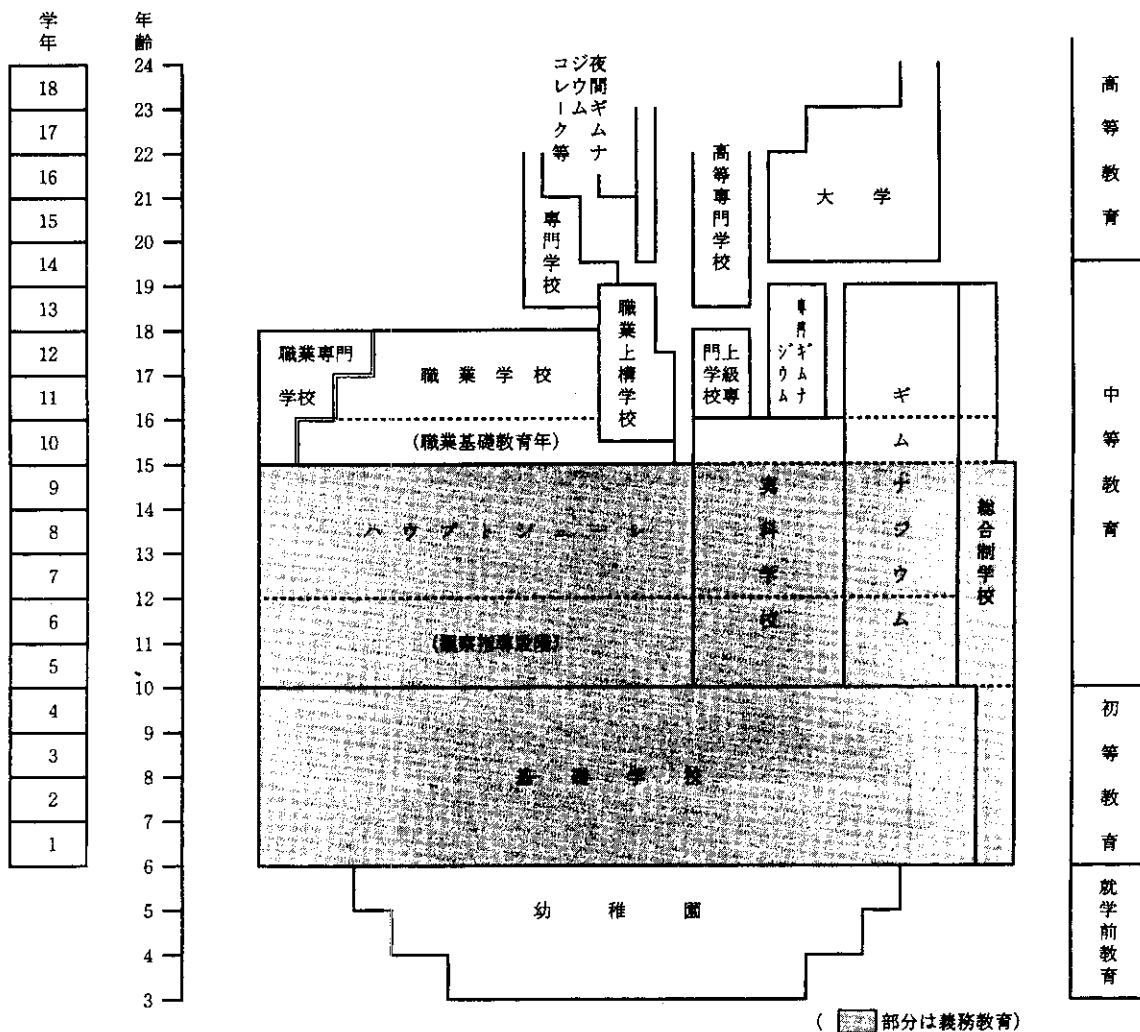 学年
年齢
18
17
16
15
14
13
12
11
10
9
8
7
6
5
4
3
2
1
24
23
22
21
20
19
18
17
16
15
14
13
12
11
10
9
8
7
6
5
4
3
夜間ギムナ
ジウム
コレーク等
専門学校
高等専門学校
大学
職業専門
学校
職業学校
(職業基礎教育年)
職業上構学校
上級専
門学校
専門ギムナ
ジウム
ギムナジウム
ハウプトシューレ
実科学校
総合制学校
(観察指導段階)
基礎学校
幼稚園
高等教育
中等教育
初等教育
就学前教育
(部分は義務教育)